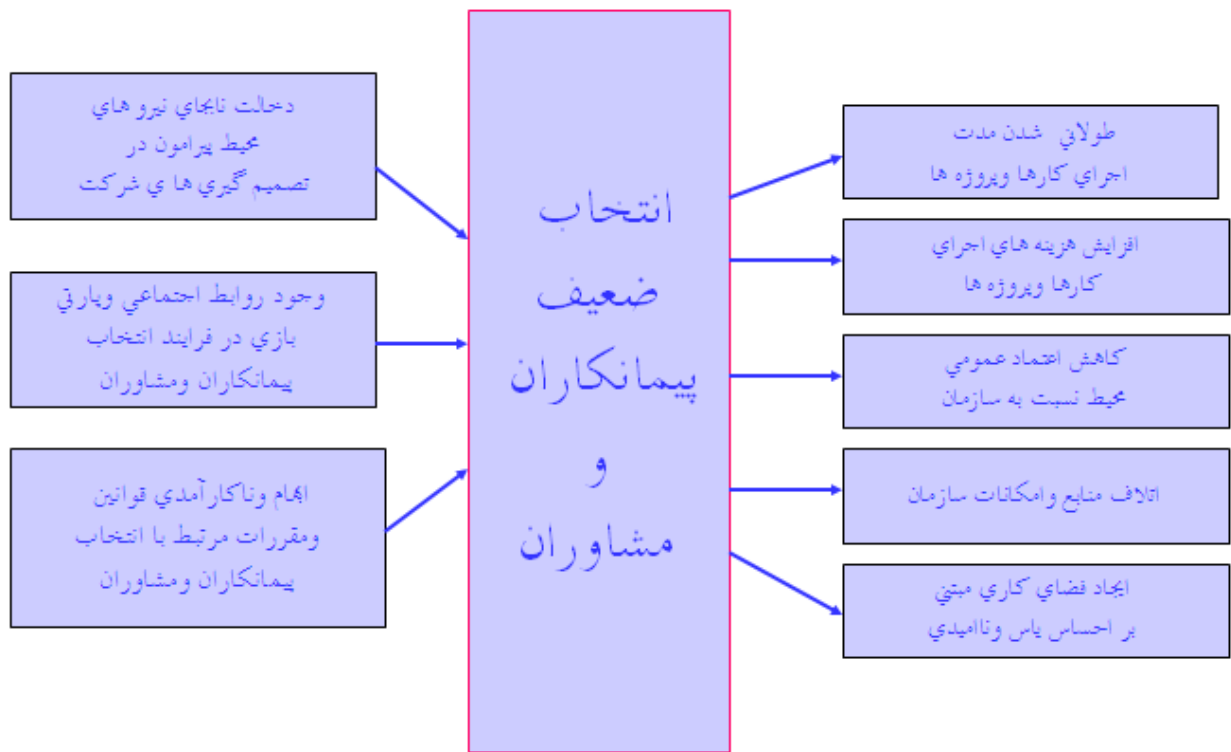 دخالت نابجاي نيرو هاي
محيط پيرامون در
تصميم گيري ها ي شركت
وجود روابط اجتماعي وپارتي
بازي در فرايند انتخاب
پيمانكاران ومشاوران
ابهام وناكارآمدي قوانين
ومقررات مرتبط با انتخاب
پيمانكاران ومشاوران
انتخاب
ضعيف
پيمانكاران
و
مشاوران
طولاني شدن مدت
اجراي كارها وپروژه ها
افزايش هزينه هاي اجراي
كارها وپروژه ها
كاهش اعتماد عمومي
محيط نسبت به سازمان
اتلاف منابع وامكانات سازمان
ايجاد فضاي كاري مبتني
بر احساس ياس ونااميدي